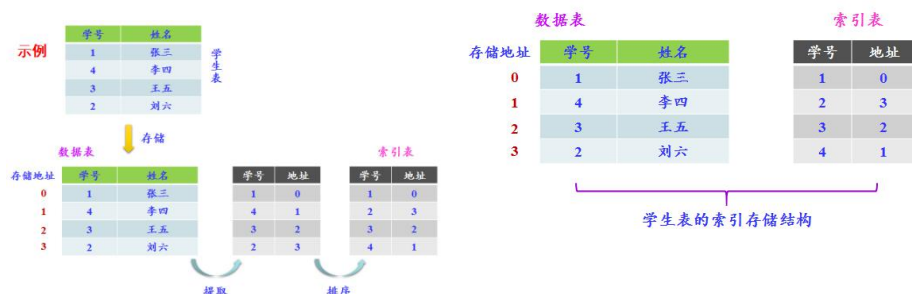 示例
学号 姓名
1 张三
4 李四
3 王五
2 刘六
学生表
存储
数据表
存储地址 学号 姓名
0 1 张三
1 4 李四
2 3 王五
3 2 刘六
提取
学号 地址
1 0
4 1
3 2
2 3
排序
索引表
学号 地址
1 0
2 3
3 2
4 1
数据表
存储地址 学号 姓名
0 1 张三
1 4 李四
2 3 王五
3 2 刘六
索引表
学号 地址
1 0
2 3
3 2
4 1
学生表的索引存储结构